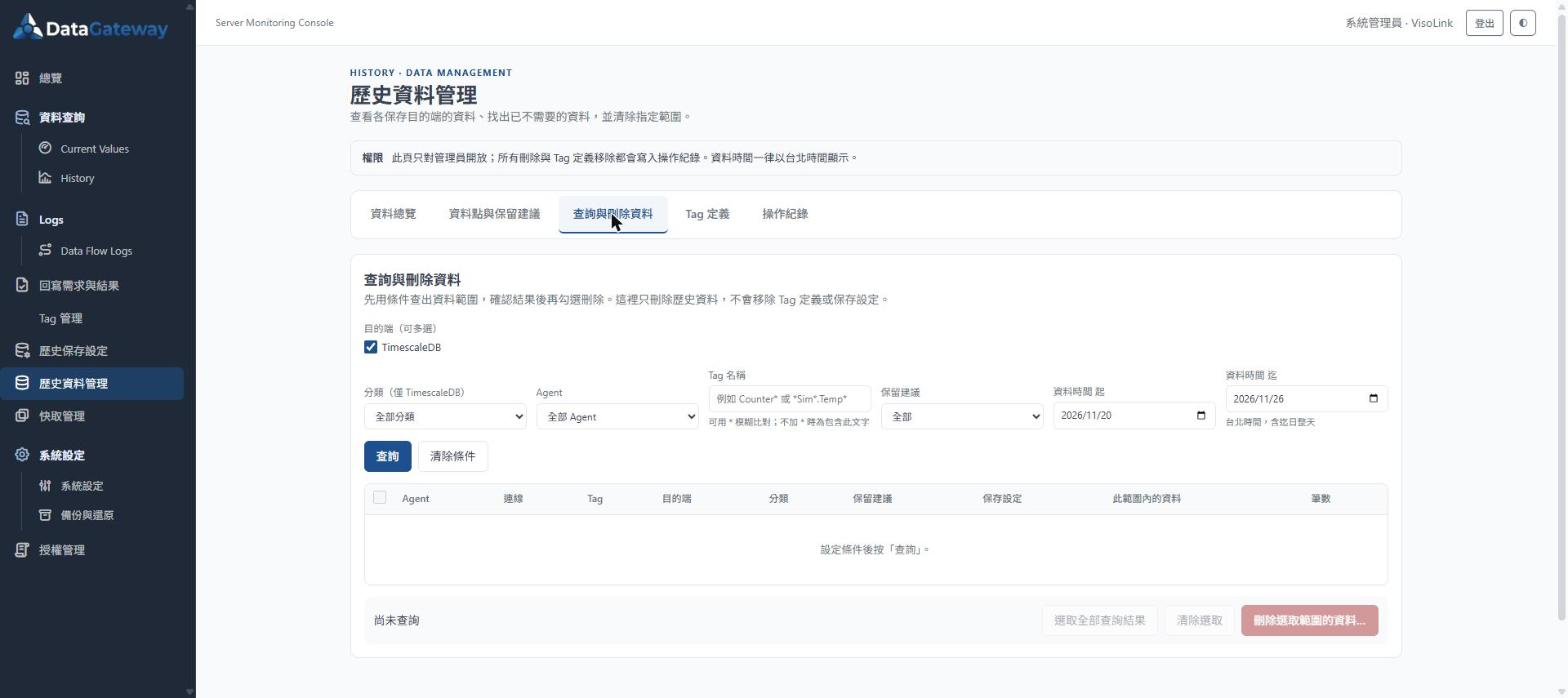 DataGateway
Server Monitoring Console
系統管理員 · VisoLink
登出
總覽
資料查詢
Current Values
History
Logs
Data Flow Logs
回寫需求與結果
Tag 管理
歷史保存設定
歷史資料管理
快取管理
系統設定
系統設定
備份與還原
授權管理
HISTORY · DATA MANAGEMENT
歷史資料管理
查看各保存目的端的資料、找出已不需要的資料，並清除指定範圍。
權限 此頁只對管理員開放；所有刪除與 Tag 定義移除都會寫入操作紀錄。資料時間一律以台北時間顯示。
資料總覽 資料點與保留建議 查詢與刪除資料 Tag 定義 操作紀錄
查詢與刪除資料
先用條件查出資料範圍，確認結果後再勾選刪除。這裡只刪除歷史資料，不會移除 Tag 定義或保存設定。
目的端（可多選）
TimescaleDB
分類（僅 TimescaleDB）
全部分類
Agent
全部 Agent
Tag 名稱
例如 Counter* 或 *Sim*.Temp*
可用 * 模糊比對；不加 * 時為包含此文字
保留建議
全部
資料時間 起
2026/11/20
資料時間 迄
2026/11/26
台北時間，含迄日整天
查詢 清除條件
Agent 連線 Tag 目的端 分類 保留建議 保存設定 此範圍內的資料 筆數
設定條件後按「查詢」。
尚未查詢 選取全部查詢結果 清除選取 刪除選取範圍的資料...